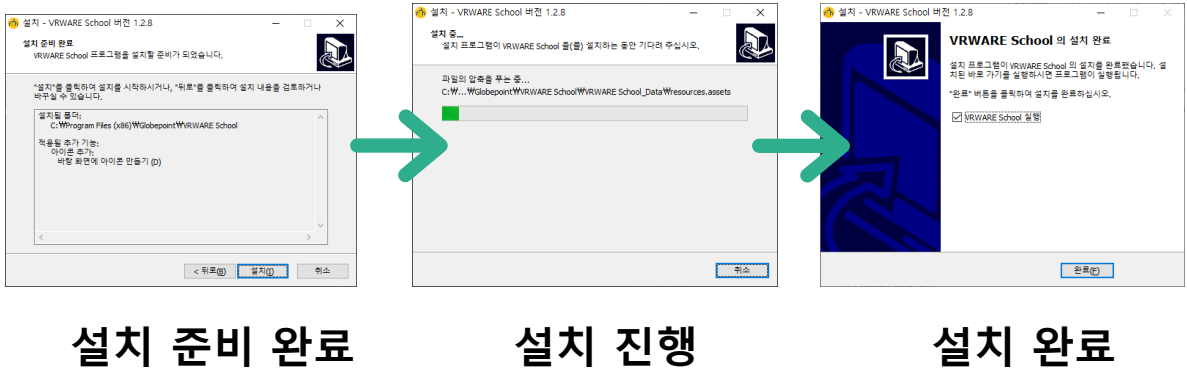 설치 - VRWARE School 버전 1.2.8
설치 준비 완료
VRWARE School 프로그램을 설치할 준비가 되었습니다.
"설치"를 클릭하여 설치를 시작하시거나, "뒤로"를 클릭하여 설치 내용을 검토하거나
바꾸실 수 있습니다.
설치될 폴더:
C:₩Program Files (x86)₩Globepoint₩VRWARE School
적용될 추가 기능:
아이콘 추가:
바탕 화면에 아이콘 만들기 (D)
< 뒤로(B) 설치(I) 취소
설치 - VRWARE School 버전 1.2.8
설치 중...
설치 프로그램이 VRWARE School 을(를) 설치하는 동안 기다려 주십시오.
파일의 압축을 푸는 중...
C:₩...₩Globepoint₩VRWARE School₩VRWARE School_Data₩resources.assets
취소
설치 - VRWARE School 버전 1.2.8
VRWARE School 의 설치 완료
설치 프로그램이 VRWARE School 의 설치를 완료했습니다. 설
치된 바로 가기를 실행하시면 프로그램이 실행됩니다.
"완료" 버튼을 클릭하여 설치를 완료하십시오.
VRWARE School 실행
완료(F)
설치 준비 완료
설치 진행
설치 완료